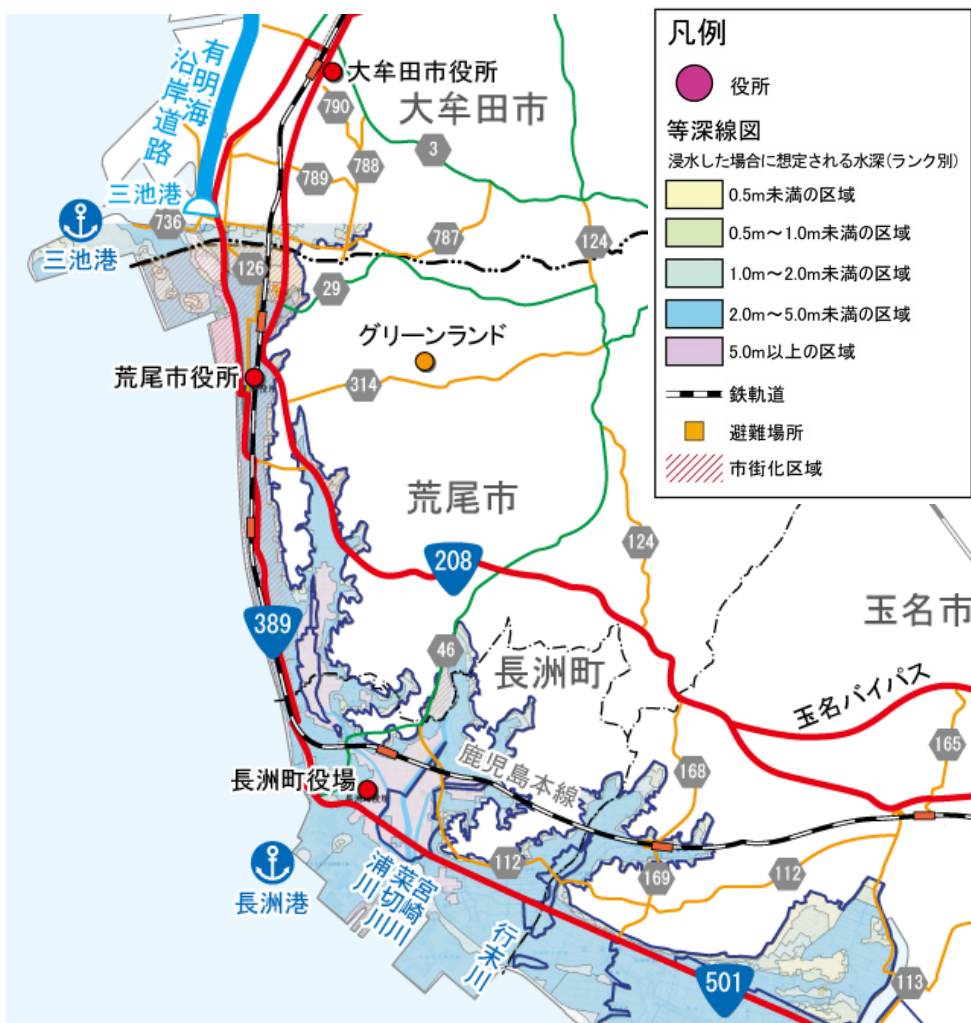 凡例
役所
等深線図
浸水した場合に想定される水深(ランク別)
0.5m未満の区域
0.5m～1.0m未満の区域
1.0m～2.0m未満の区域
2.0m～5.0m未満の区域
5.0m以上の区域
鉄軌道
避難場所
市街化区域
有明海
沿岸道路
大牟田市役所
大牟田市
790
3
789
788
三池港
736
三池港
787
124
126
29
グリーンランド
荒尾市役所
314
荒尾市
124
208
389
玉名市
46
長洲町
玉名バイパス
165
鹿児島本線
168
長洲町役場
112
169
112
長洲港
浦川
菜切川
宮崎川
行末川
501
113